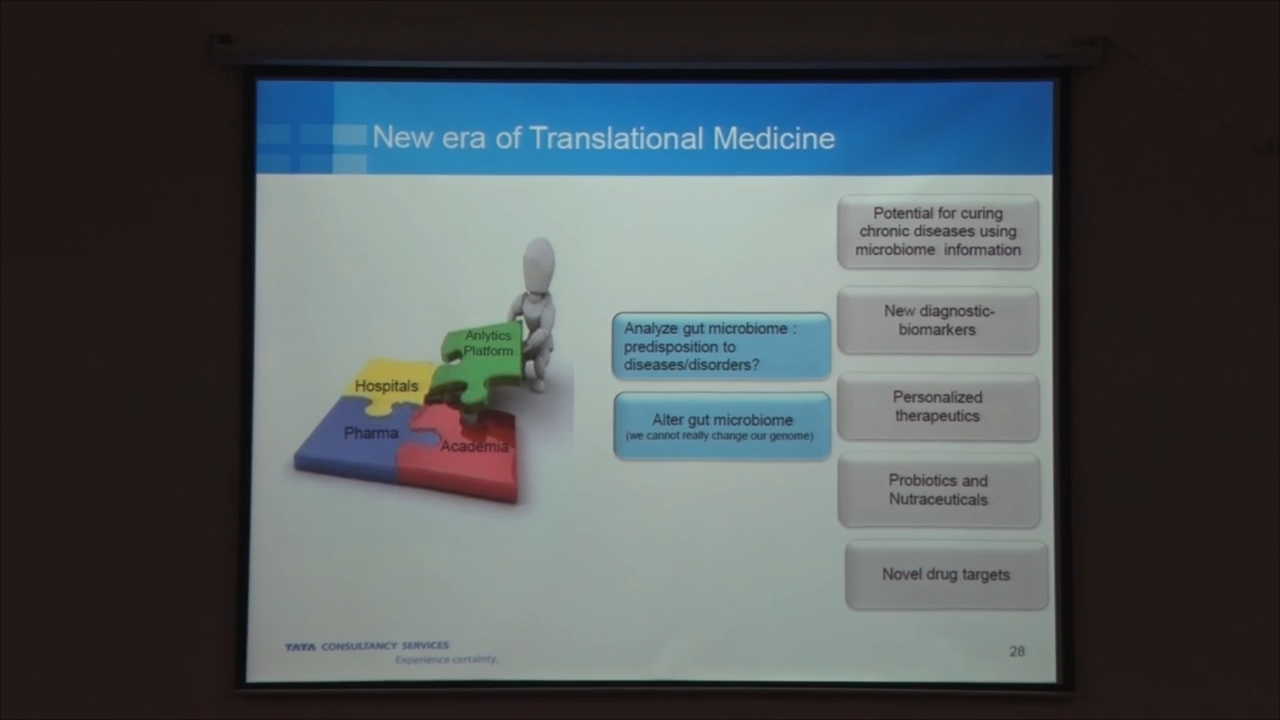 New era of Translational Medicine
Anlytics
Platform
Hospitals
Pharma
Academia
Analyze gut microbiome :
predisposition to
diseases/disorders?
Alter gut microbiome
(we cannot really change our genome)
Potential for curing
chronic diseases using
microbiome information
New diagnostic-
biomarkers
Personalized
therapeutics
Probiotics and
Nutraceuticals
Novel drug targets
TATA CONSULTANCY SERVICES
Experience certainty.
28